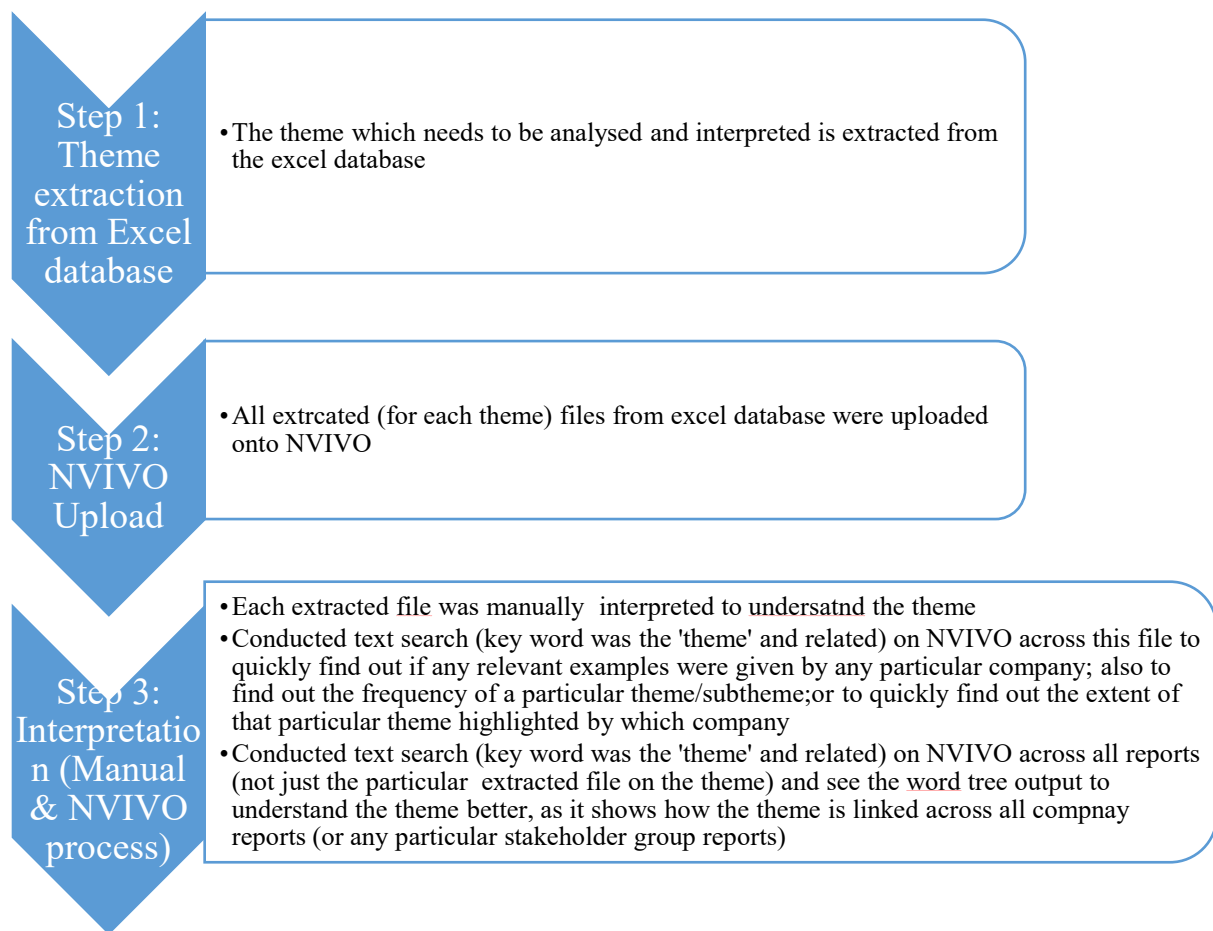 Step 1:
Theme
extraction
from Excel
database
•The theme which needs to be analysed and interpreted is extracted from
the excel database
Step 2:
NVIVO
Upload
•All extrcated (for each theme) files from excel database were uploaded
onto NVIVO
Step 3:
Interpretatio
n (Manual
& NVIVO
process)
•Each extracted file was manually  interpreted to undersatnd the theme
•Conducted text search (key word was the 'theme' and related) on NVIVO across this file to
quickly find out if any relevant examples were given by any particular company; also to
find out the frequency of a particular theme/subtheme;or to quickly find out the extent of
that particular theme highlighted by which company
•Conducted text search (key word was the 'theme' and related) on NVIVO across all reports
(not just the particular  extracted file on the theme) and see the word tree output to
understand the theme better, as it shows how the theme is linked across all compnay
reports (or any particular stakeholder group reports)